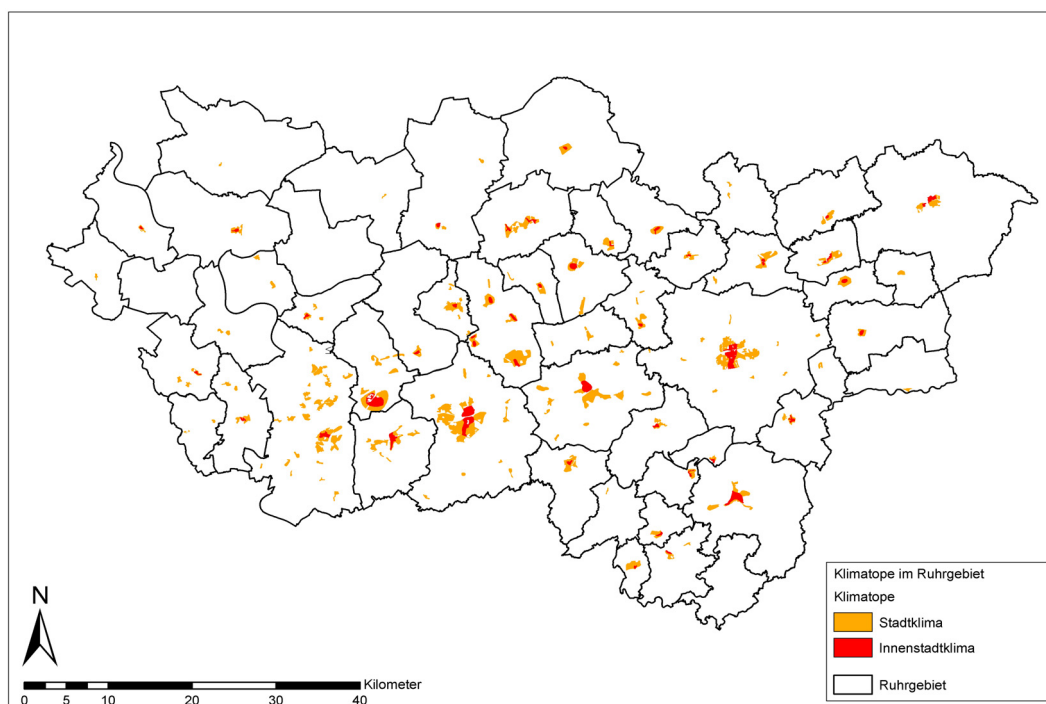 N
Kilometer
0 5 10 20 30 40
Klimatope im Ruhrgebiet
Klimatope
Stadtklima
Innenstadtklima
Ruhrgebiet